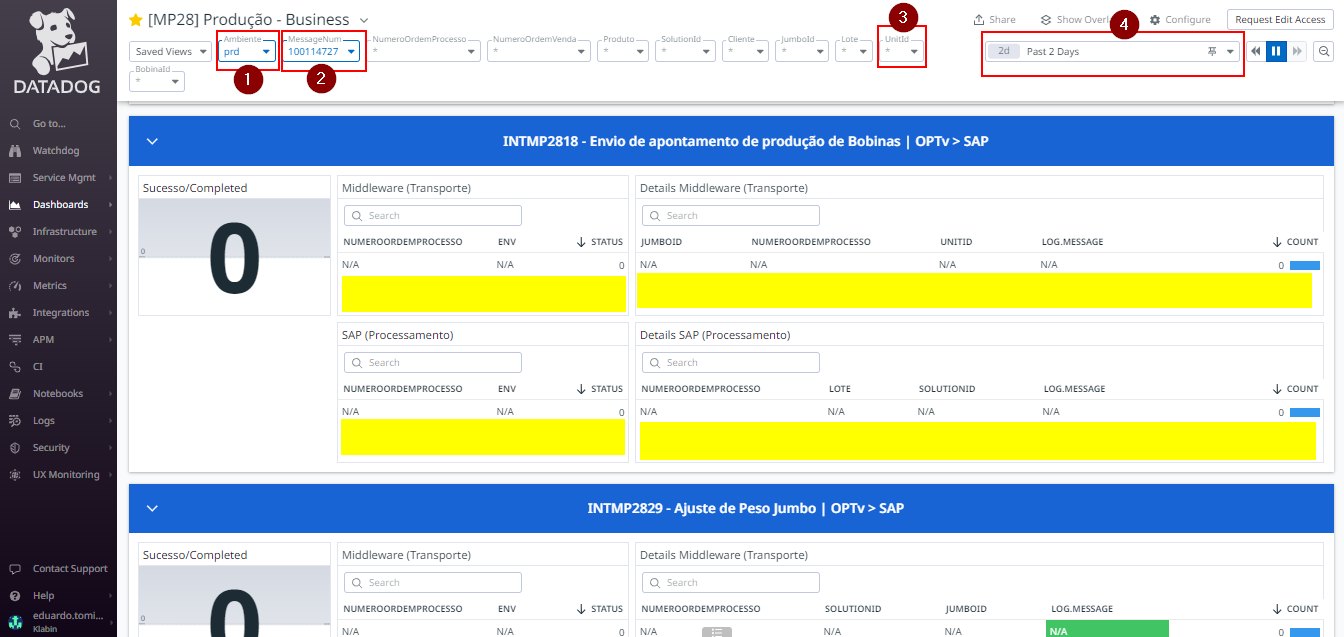 DATADOG
Go to...
Watchdog
Service Mgmt
Dashboards
Infrastructure
Monitors
Metrics
Integrations
APM
CI
Notebooks
Logs
Security
UX Monitoring
Contact Support
Help
eduardo.tomi...
Klabin
[MP28] Produção - Business
Share
Show Overl
Configure
Request Edit Access
Saved Views
Ambiente
prd
MessageNum
100114727
NumeroOrdemProcesso
*
NumeroOrdemVenda
*
Produto
*
SolutionId
*
Cliente
*
JumboId
*
Lote
*
UnitId
*
BobinaId
*
1
2
3
4
2d Past 2 Days
INTMP2818 - Envio de apontamento de produção de Bobinas | OPTv > SAP
Sucesso/Completed
0
0
Middleware (Transporte)
Search
NUMEROORDEMPROCESSO ENV STATUS
N/A N/A 0
Details Middleware (Transporte)
Search
JUMBOID NUMEROORDEMPROCESSO UNITID LOG.MESSAGE COUNT
N/A N/A N/A N/A 0
SAP (Processamento)
Search
NUMEROORDEMPROCESSO ENV STATUS
N/A N/A 0
Details SAP (Processamento)
Search
NUMEROORDEMPROCESSO LOTE SOLUTIONID LOG.MESSAGE COUNT
N/A N/A N/A N/A 0
INTMP2829 - Ajuste de Peso Jumbo | OPTv > SAP
Sucesso/Completed
0
0
Middleware (Transporte)
Search
NUMEROORDEMPROCESSO ENV STATUS
N/A N/A 0
Details Middleware (Transporte)
Search
NUMEROORDEMPROCESSO SOLUTIONID JUMBOID LOG.MESSAGE COUNT
N/A N/A N/A N/A 0